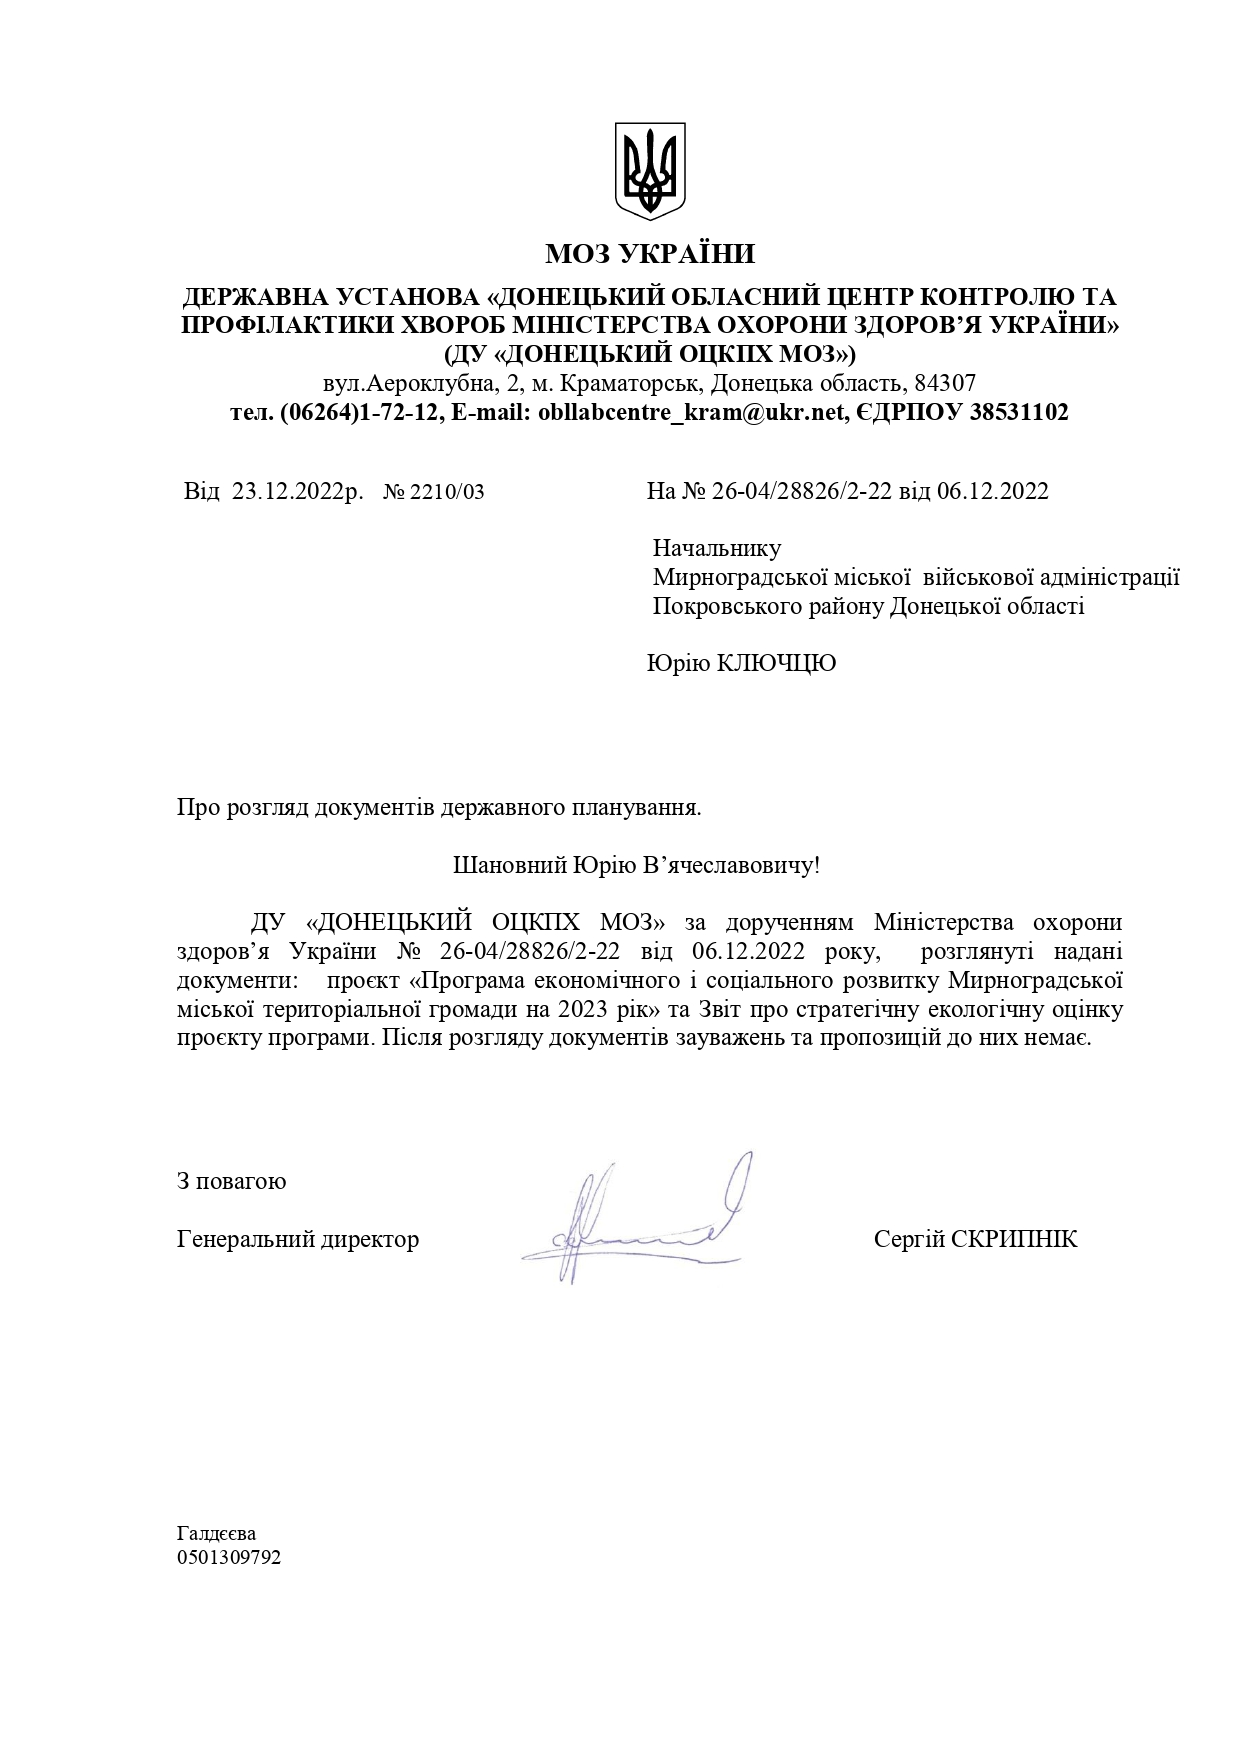 МОЗ УКРАЇНИ
ДЕРЖАВНА УСТАНОВА «ДОНЕЦЬКИЙ ОБЛАСНИЙ ЦЕНТР КОНТРОЛЮ ТА
ПРОФІЛАКТИКИ ХВОРОБ МІНІСТЕРСТВА ОХОРОНИ ЗДОРОВ’Я УКРАЇНИ»
(ДУ «ДОНЕЦЬКИЙ ОЦКПХ МОЗ»)
вул.Аероклубна, 2, м. Краматорськ, Донецька область, 84307
тел. (06264)1-72-12, E-mail: obllabcentre_kram@ukr.net, ЄДРПОУ 38531102
Від 23.12.2022р. № 2210/03 На № 26-04/28826/2-22 від 06.12.2022
Начальнику
Мирноградської міської військової адміністрації
Покровського району Донецької області
Юрію КЛЮЧЦЮ
Про розгляд документів державного планування.
Шановний Юрію В’ячеславовичу!
ДУ «ДОНЕЦЬКИЙ ОЦКПХ МОЗ» за дорученням Міністерства охорони
здоров’я України № 26-04/28826/2-22 від 06.12.2022 року, розглянуті надані
документи: проєкт «Програма економічного і соціального розвитку Мирноградської
міської територіальної громади на 2023 рік» та Звіт про стратегічну екологічну оцінку
проєкту програми. Після розгляду документів зауважень та пропозицій до них немає.
З повагою
Генеральний директор Сергій СКРИПНІК
Галдєєва
0501309792